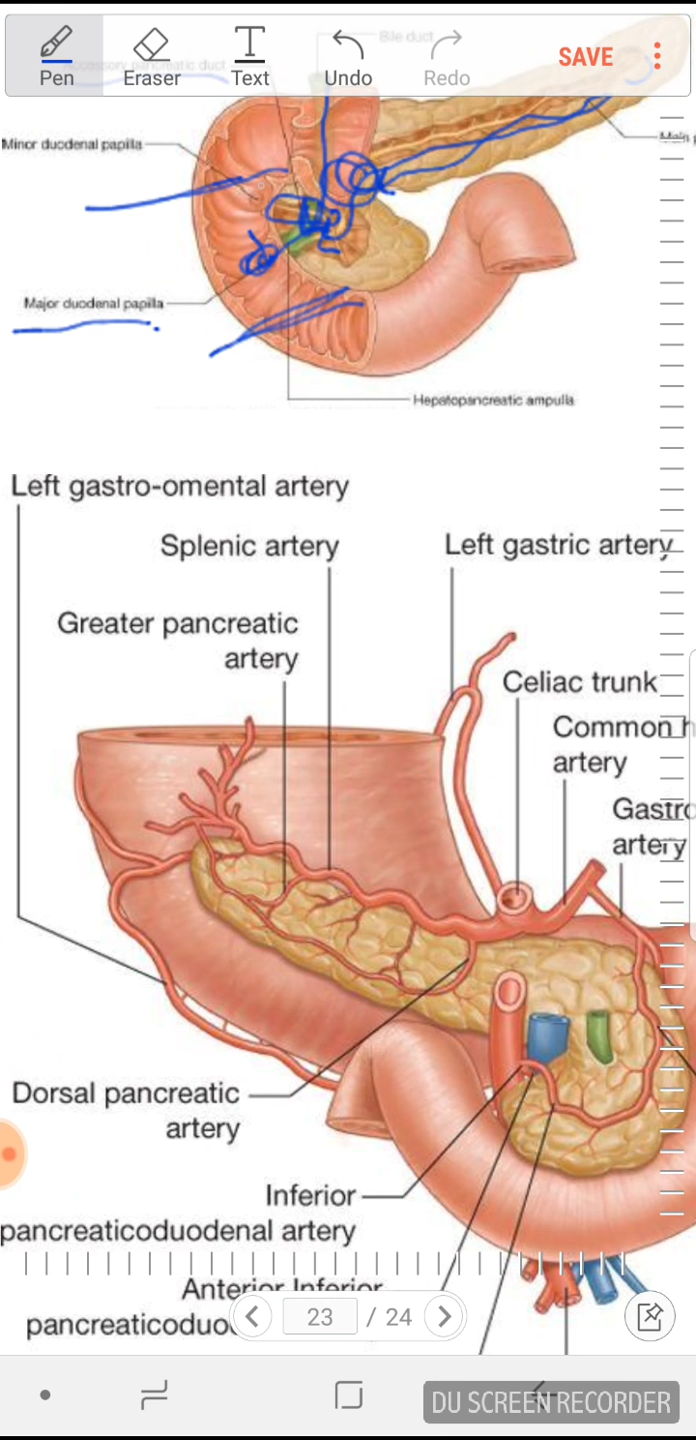 Accessory pancreatic duct
Bile duct
Pen
Eraser
Text
Undo
Redo
SAVE
Minor duodenal papilla
Main
Major duodenal papilla
Hepatopancreatic ampulla
Left gastro-omental artery
Splenic artery
Left gastric artery
Greater pancreatic
artery
Celiac trunk
Common h
artery
Gastro
artery
Dorsal pancreatic
artery
Inferior
pancreaticoduodenal artery
Anterior Inferior
pancreaticoduo
23 / 24
DU SCREEN RECORDER